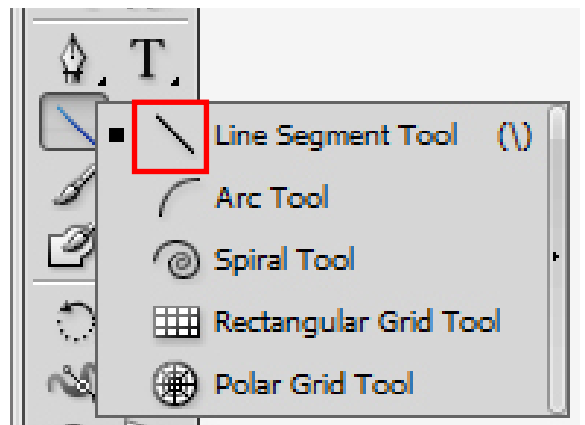 T
Line Segment Tool (\)
Arc Tool
Spiral Tool
Rectangular Grid Tool
Polar Grid Tool